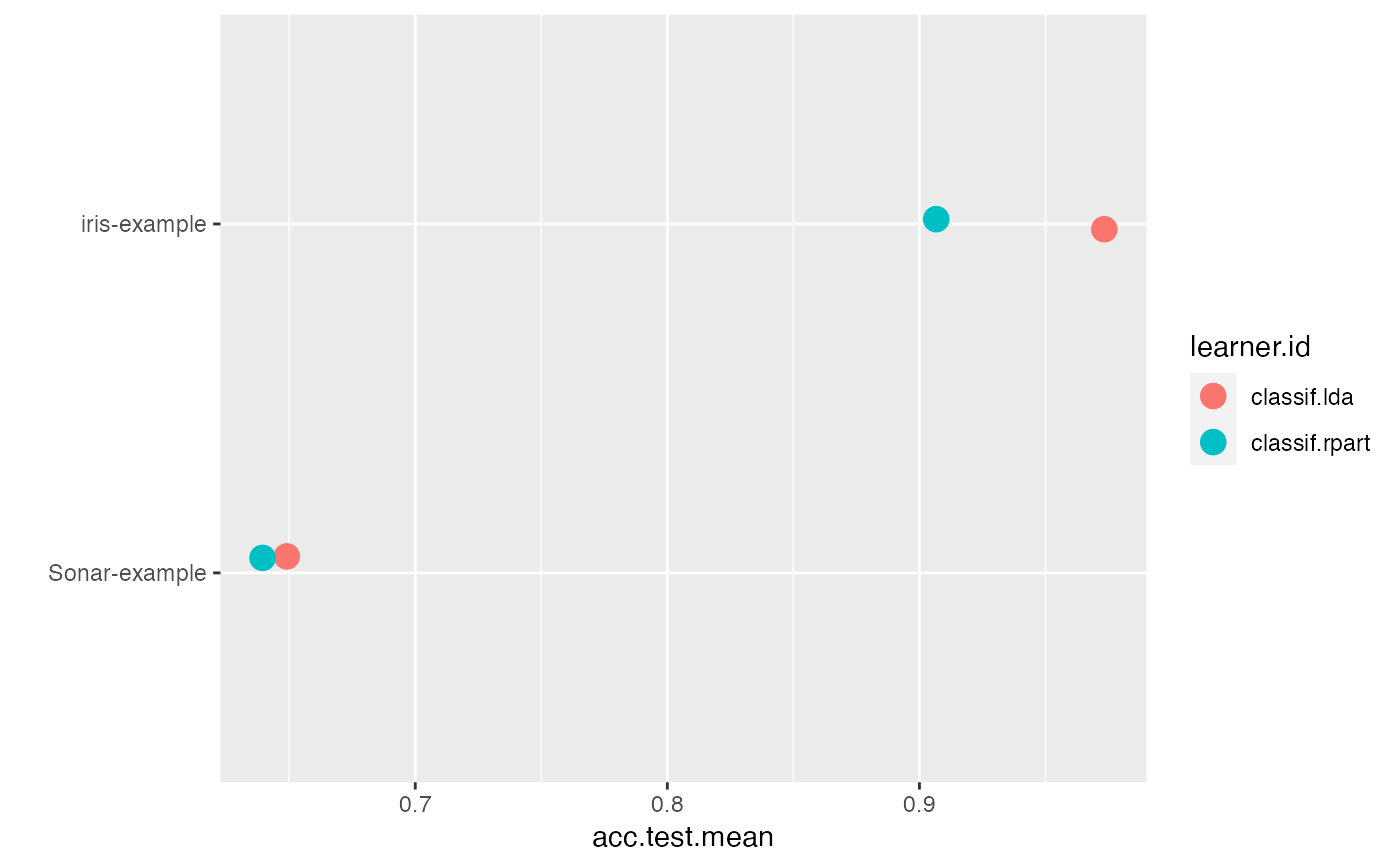 iris-example
Sonar-example
0.7
0.8
0.9
acc.test.mean
learner.id
classif.lda
classif.rpart